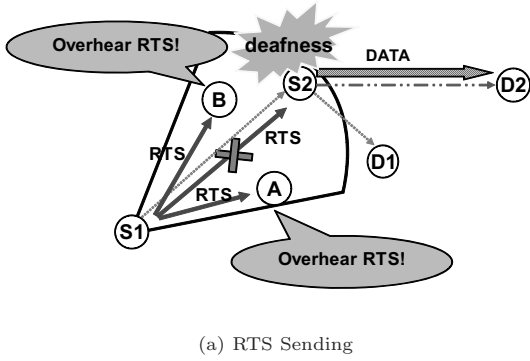 Overhear RTS!
deafness
DATA
S2
D2
B
RTS
RTS
D1
RTS
A
S1
Overhear RTS!
(a) RTS Sending